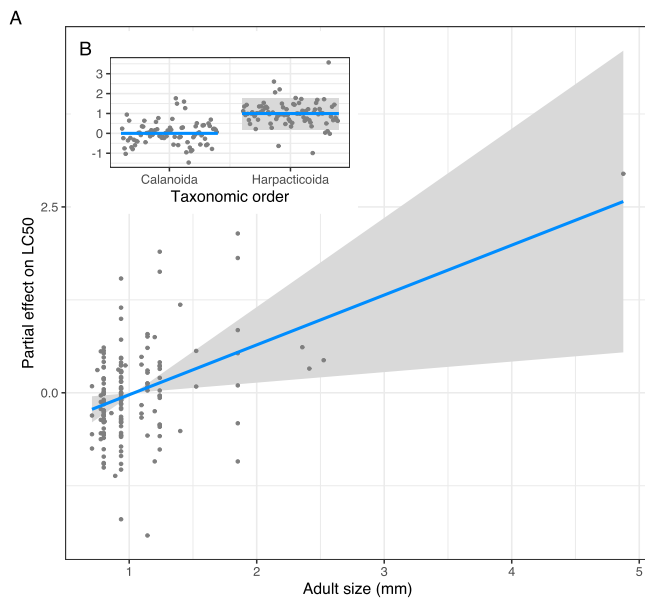 A
B
3
2
1
0
-1
Calanoida Harpacticoida
Taxonomic order
Partial effect on LC50
2.5
0.0
1 2 3 4 5
Adult size (mm)